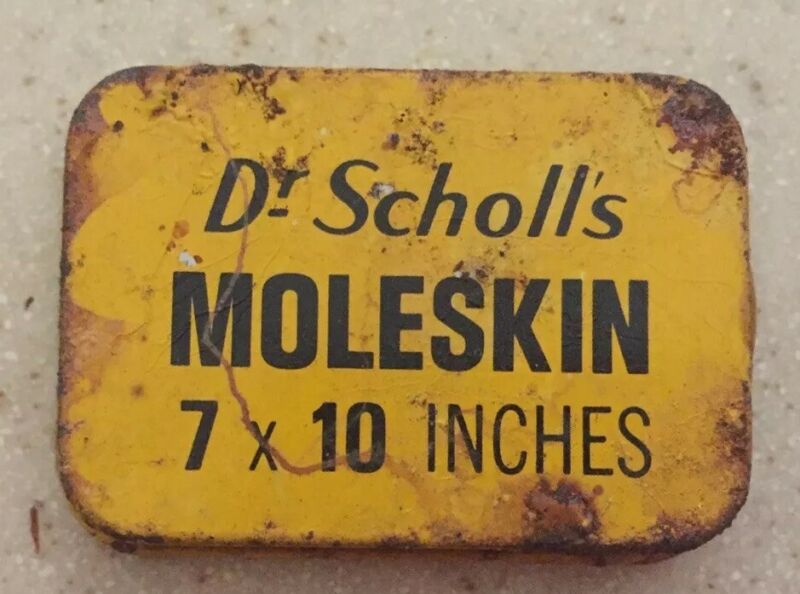 Dr Scholl's
MOLESKIN
7 x 10 INCHES